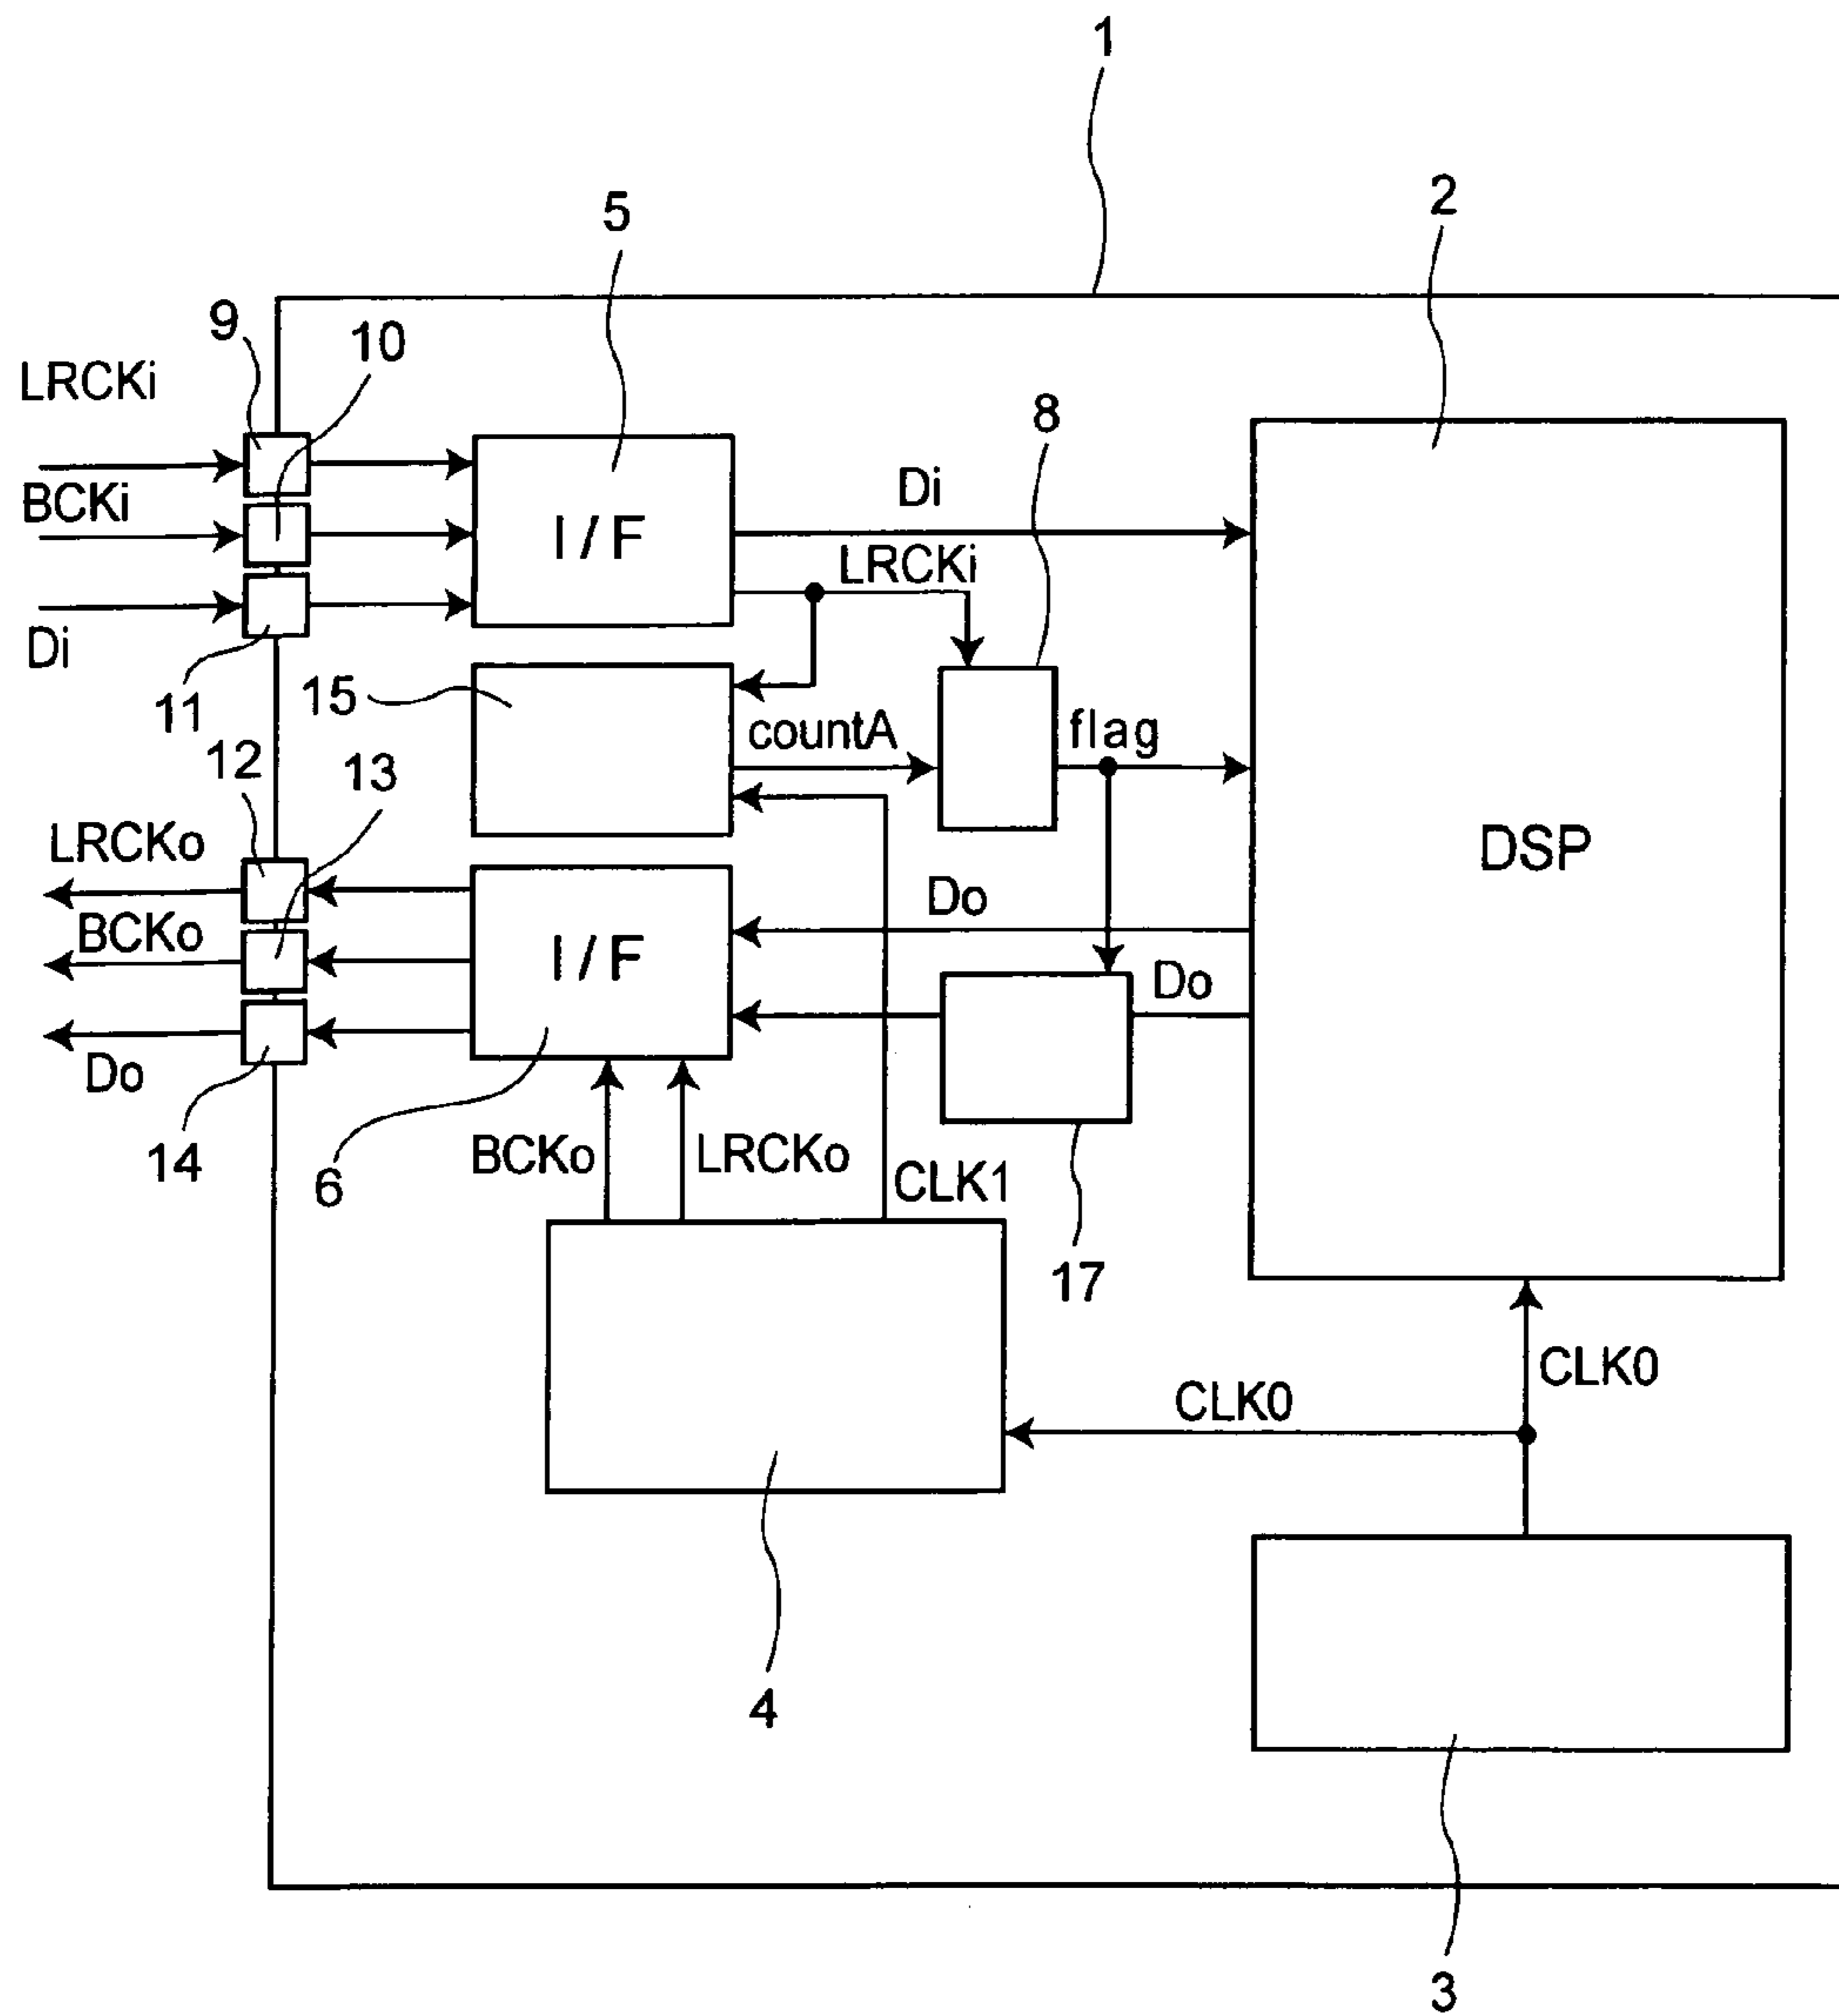 1
5
2
9
10
LRCKi
8
BCKi
I/F
Di
LRCKi
Di
11
15
countA
flag
12
13
LRCKo
DSP
BCKo
I/F
Do
Do
Do
14
6
BCKo
LRCKo
CLK1
17
CLK0
CLK0
4
3